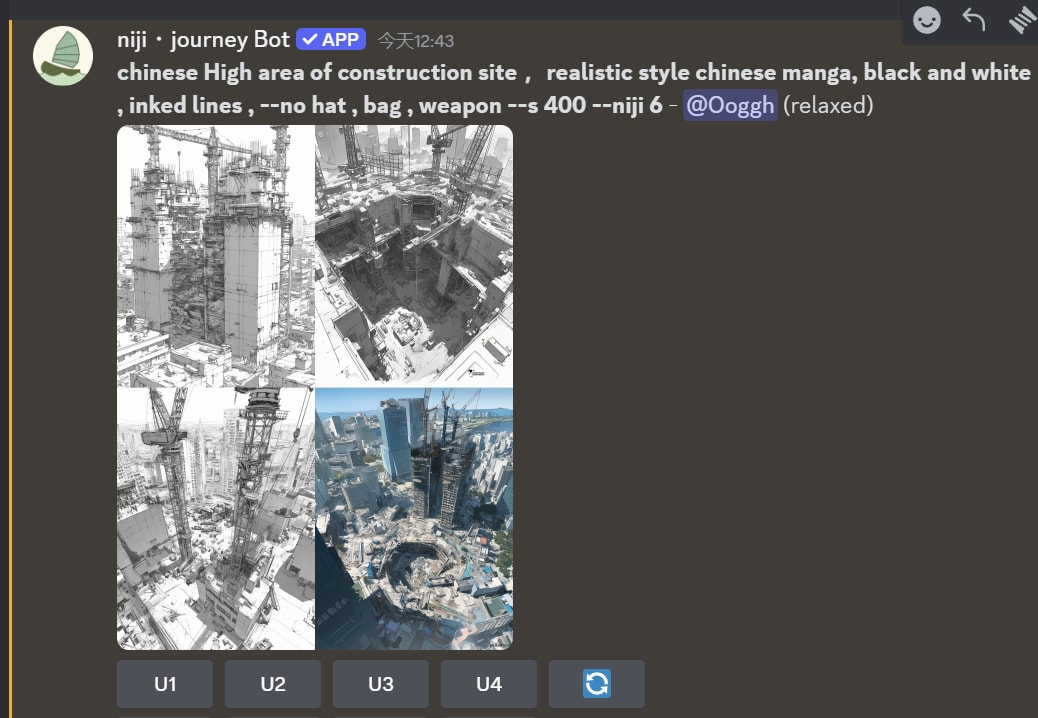 niji・journey Bot ✓ APP 今天12:43
chinese High area of construction site ,  realistic style chinese manga, black and white
, inked lines , --no hat , bag , weapon --s 400 --niji 6 - @Ooggh (relaxed)
U1 U2 U3 U4